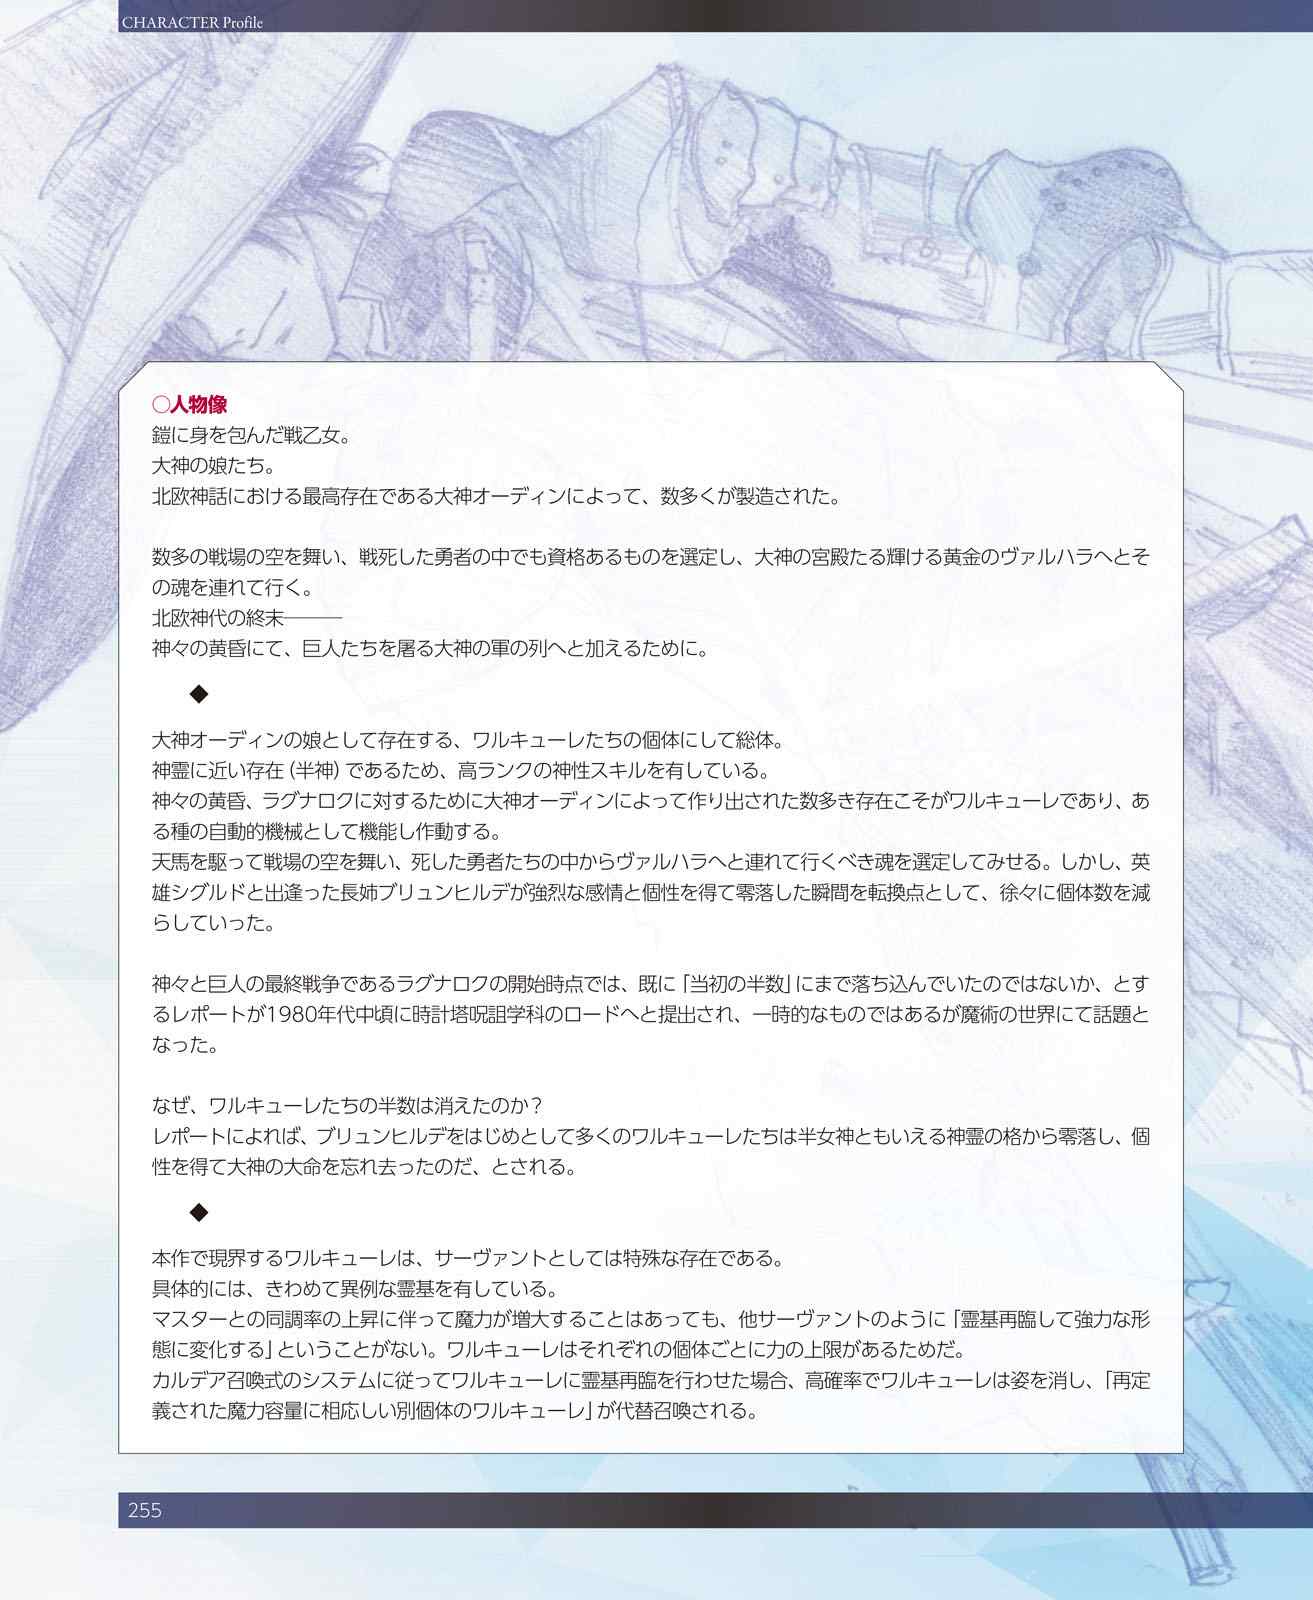 CHARACTER Profile
○人物像
鎧に身を包んだ戦乙女。
大神の娘たち。
北欧神話における最高存在である大神オーディンによって、数多くが製造された。
数多の戦場の空を舞い、戦死した勇者の中でも資格あるものを選定し、大神の宮殿たる輝ける黄金のヴァルハラへとそ
の魂を連れて行く。
北欧神代の終末―――
神々の黄昏にて、巨人たちを屠る大神の軍の列へと加えるために。
◆
大神オーディンの娘として存在する、ワルキューレたちの個体にして総体。
神霊に近い存在（半神）であるため、高ランクの神性スキルを有している。
神々の黄昏、ラグナロクに対するために大神オーディンによって作り出された数多き存在こそがワルキューレであり、あ
る種の自動的機械として機能し作動する。
天馬を駆って戦場の空を舞い、死した勇者たちの中からヴァルハラへと連れて行くべき魂を選定してみせる。しかし、英
雄シグルドと出逢った長姉ブリュンヒルデが強烈な感情と個性を得て零落した瞬間を転換点として、徐々に個体数を減
らしていった。
神々と巨人の最終戦争であるラグナロクの開始時点では、既に「当初の半数」にまで落ち込んでいたのではないか、とす
るレポートが1980年代中頃に時計塔呪詛学科のロードへと提出され、一時的なものではあるが魔術の世界にて話題と
なった。
なぜ、ワルキューレたちの半数は消えたのか？
レポートによれば、ブリュンヒルデをはじめとして多くのワルキューレたちは半女神ともいえる神霊の格から零落し、個
性を得て大神の大命を忘れ去ったのだ、とされる。
◆
本作で現界するワルキューレは、サーヴァントとしては特殊な存在である。
具体的には、きわめて異例な霊基を有している。
マスターとの同調率の上昇に伴って魔力が増大することはあっても、他サーヴァントのように「霊基再臨して強力な形
態に変化する」ということがない。ワルキューレはそれぞれの個体ごとに力の上限があるためだ。
カルデア召喚式のシステムに従ってワルキューレに霊基再臨を行わせた場合、高確率でワルキューレは姿を消し、「再定
義された魔力容量に相応しい別個体のワルキューレ」が代替召喚される。
255